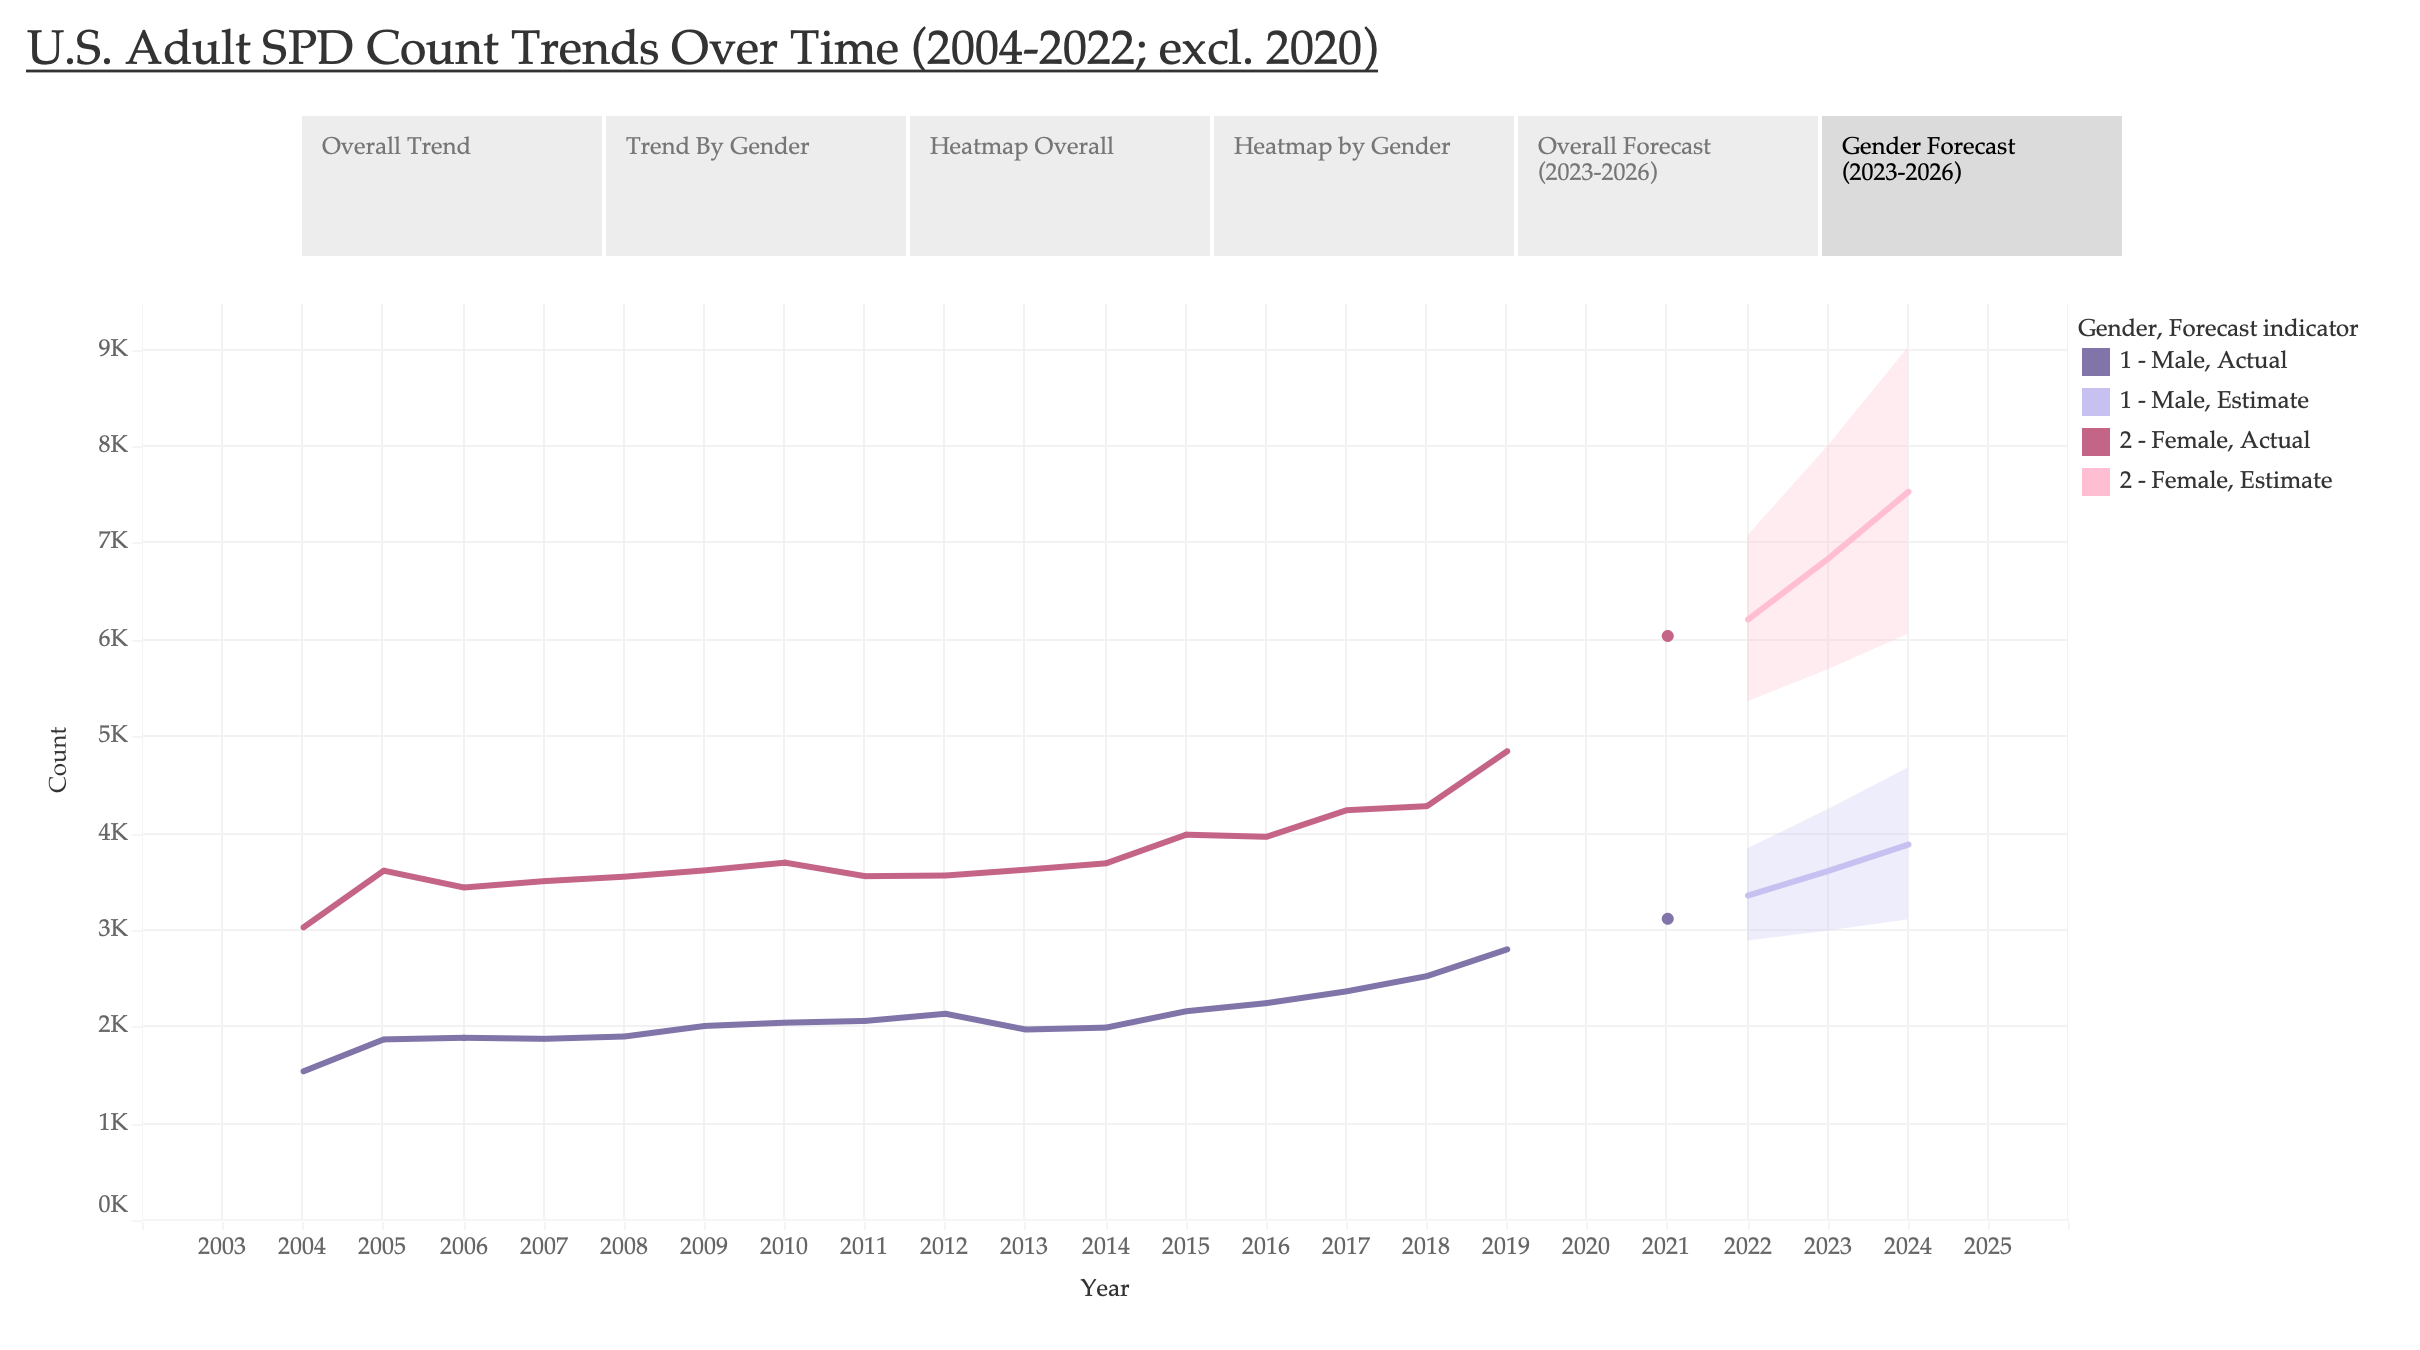 U.S. Adult SPD Count Trends Over Time (2004-2022; excl. 2020)
Overall Trend
Trend By Gender
Heatmap Overall
Heatmap by Gender
Overall Forecast
(2023-2026)
Gender Forecast
(2023-2026)
Gender, Forecast indicator
1 - Male, Actual
1 - Male, Estimate
2 - Female, Actual
2 - Female, Estimate
9K
8K
7K
6K
5K
4K
3K
2K
1K
0K
Count
2003 2004 2005 2006 2007 2008 2009 2010 2011 2012 2013 2014 2015 2016 2017 2018 2019 2020 2021 2022 2023 2024 2025
Year